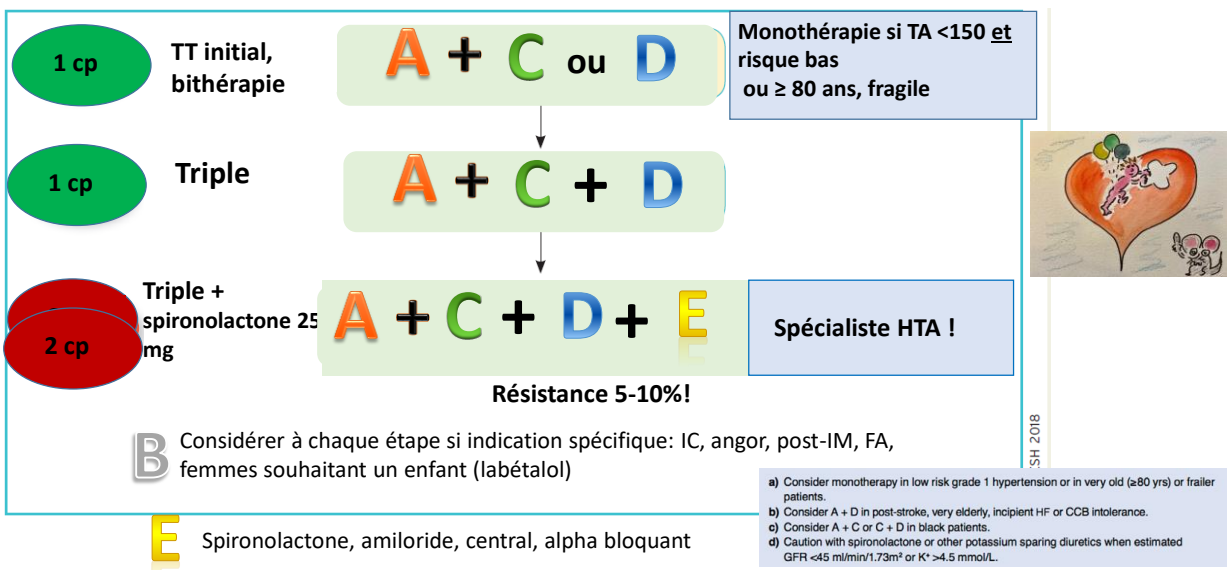 1 cp
TT initial,
bithérapie
A + C ou D
Monothérapie si TA <150 et
risque bas
ou ≥ 80 ans, fragile
1 cp
Triple
A + C + D
2 cp
Triple +
spironolactone 25
mg
A + C + D + E
Spécialiste HTA !
Résistance 5-10%!
B Considérer à chaque étape si indication spécifique: IC, angor, post-IM, FA,
femmes souhaitant un enfant (labétalol)
SH 2018
a) Consider monotherapy in low risk grade 1 hypertension or in very old (≥80 yrs) or frailer
patients.
b) Consider A + D in post-stroke, very elderly, incipient HF or CCB intolerance.
c) Consider A + C or C + D in black patients.
d) Caution with spironolactone or other potassium sparing diuretics when estimated
GFR <45 ml/min/1.73m² or K⁺ >4.5 mmol/L.
E Spironolactone, amiloride, central, alpha bloquant